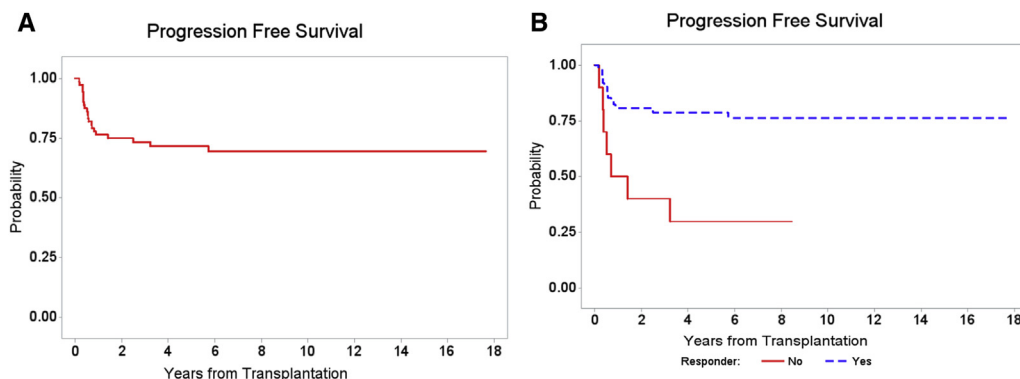 A
Progression Free Survival
Probability
1.00
0.75
0.50
0.25
0.00
0 2 4 6 8 10 12 14 16 18
Years from Transplantation
B
Progression Free Survival
Probability
1.00
0.75
0.50
0.25
0.00
0 2 4 6 8 10 12 14 16 18
Years from Transplantation
Responder: No Yes